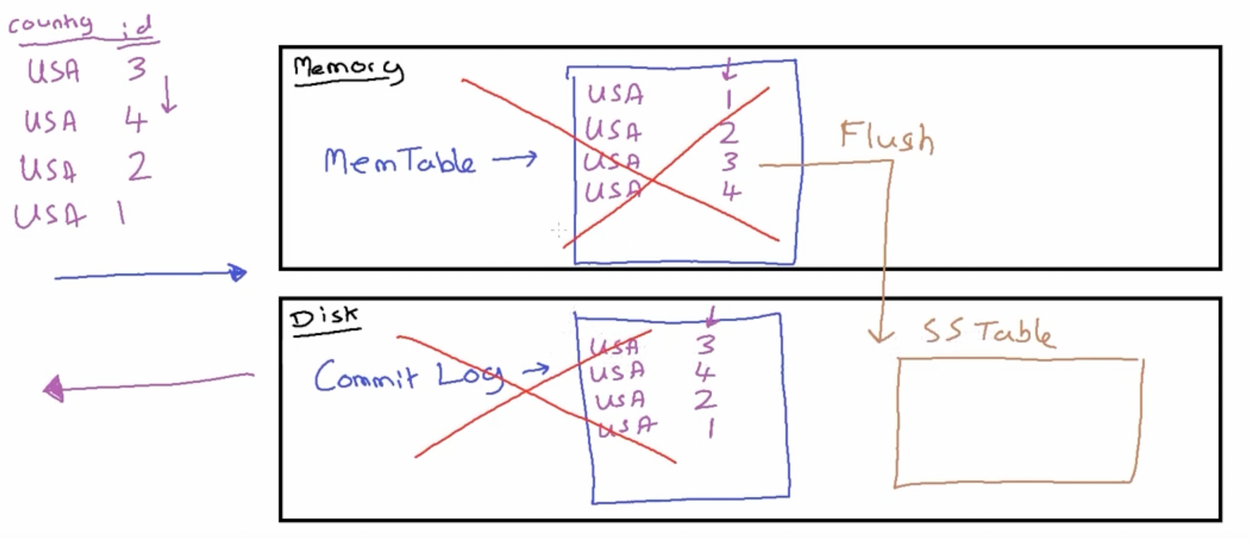 country id
USA 3
USA 4
USA 2
USA 1
Memory
MemTable
USA 1
USA 2
USA 3
USA 4
Flush
Disk
Commit Log
USA 3
USA 4
USA 2
USA 1
SS Table